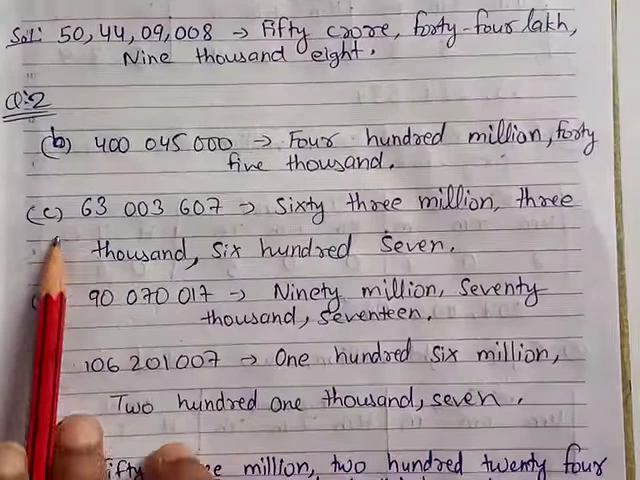 Sol: 50,44,09,008 → Fifty crore, forty-four lakh,
Nine thousand eight.
Q:2
(b) 400 045 000 → Four hundred million, forty
five thousand.
(c) 63 003 607 → Sixty three million, three
thousand, six hundred seven.
90 070 017 → Ninety million, seventy
thousand, seventeen.
106 201 007 → One hundred six million,
Two hundred one thousand, seven.
million, two hundred twenty four